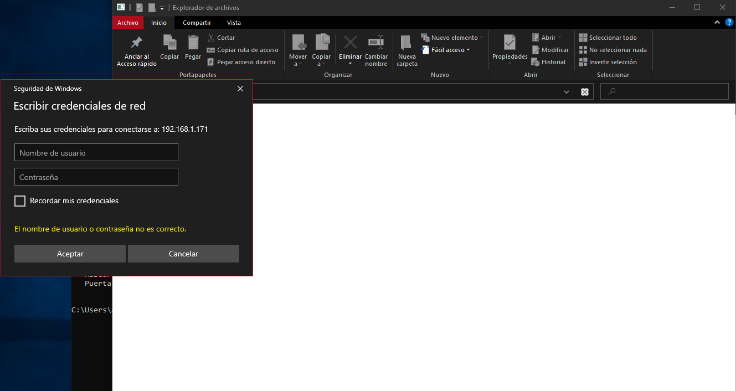 Explorador de archivos
Archivo Inicio Compartir Vista
Anclar al
Acceso rápido
Copiar
Pegar
Cortar
Copiar ruta de acceso
Pegar acceso directo
Portapapeles
Mover
a
Copiar
a
Eliminar
Cambiar
nombre
Organizar
Nueva
carpeta
Nuevo elemento
Fácil acceso
Nuevo
Propiedades
Abrir
Modificar
Historial
Abrir
Seleccionar todo
No seleccionar nada
Invertir selección
Seleccionar
Seguridad de Windows
Escribir credenciales de red
Escriba sus credenciales para conectarse a: 192.168.1.171
Nombre de usuario
Contraseña
Recordar mis credenciales
El nombre de usuario o contraseña no es correcto.
Aceptar Cancelar
Puerta
C:\Users\